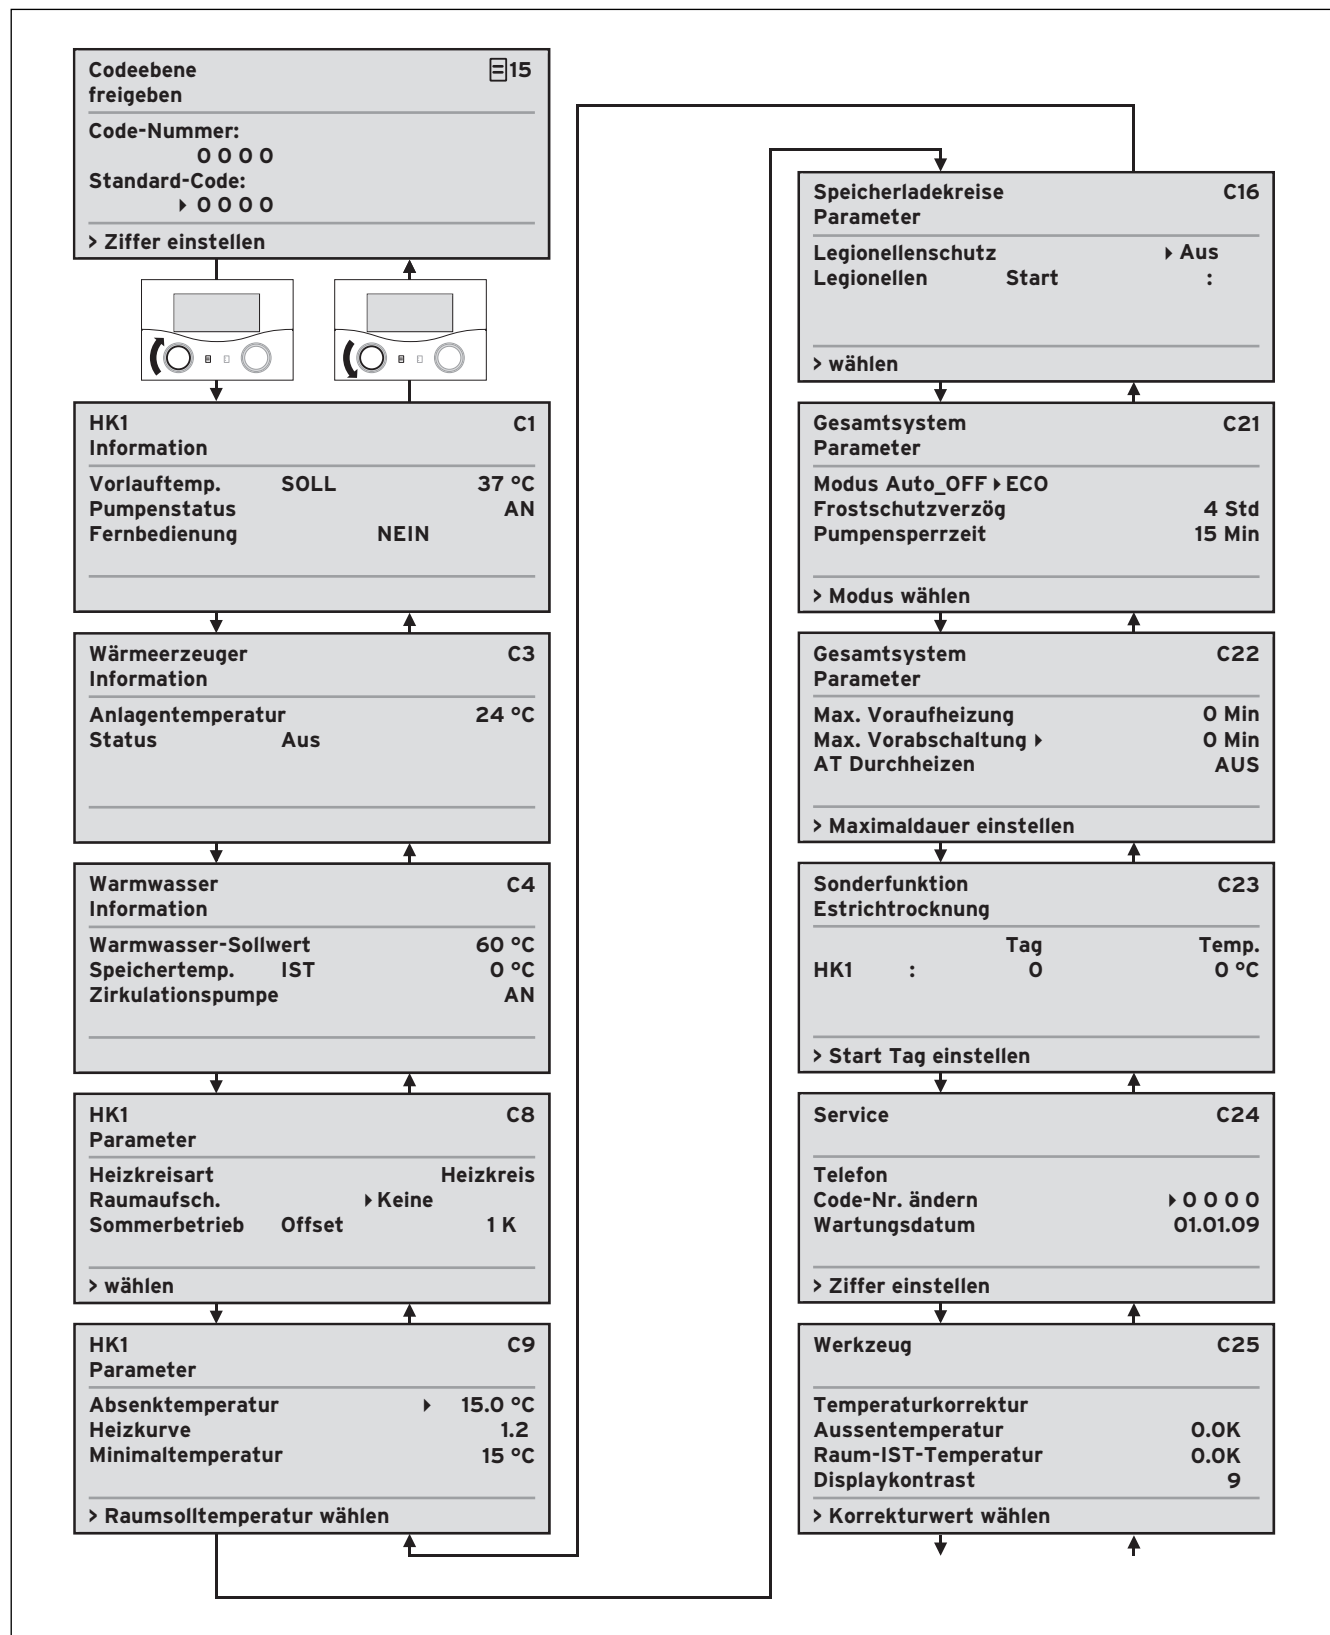 Codeebene 15
freigeben
Code-Nummer:
0 0 0 0
Standard-Code:
▸ 0 0 0 0
> Ziffer einstellen
HK1 C1
Information
Vorlauftemp. SOLL 37 °C
Pumpenstatus AN
Fernbedienung NEIN
Wärmeerzeuger C3
Information
Anlagentemperatur 24 °C
Status Aus
Warmwasser C4
Information
Warmwasser-Sollwert 60 °C
Speichertemp. IST 0 °C
Zirkulationspumpe AN
HK1 C8
Parameter
Heizkreisart Heizkreis
Raumaufsch. ▸Keine
Sommerbetrieb Offset 1 K
> wählen
HK1 C9
Parameter
Absenktemperatur ▸ 15.0 °C
Heizkurve 1.2
Minimaltemperatur 15 °C
> Raumsolltemperatur wählen
Speicherladekreise C16
Parameter
Legionellenschutz ▸ Aus
Legionellen Start :
> wählen
Gesamtsystem C21
Parameter
Modus Auto_OFF ▸ ECO
Frostschutzverzög 4 Std
Pumpensperrzeit 15 Min
> Modus wählen
Gesamtsystem C22
Parameter
Max. Voraufheizung 0 Min
Max. Vorabschaltung ▸ 0 Min
AT Durchheizen AUS
> Maximaldauer einstellen
Sonderfunktion C23
Estrichtrocknung
Tag Temp.
HK1 : 0 0 °C
> Start Tag einstellen
Service C24
Telefon
Code-Nr. ändern ▸ 0 0 0 0
Wartungsdatum 01.01.09
> Ziffer einstellen
Werkzeug C25
Temperaturkorrektur
Aussentemperatur 0.0K
Raum-IST-Temperatur 0.0K
Displaykontrast 9
> Korrekturwert wählen